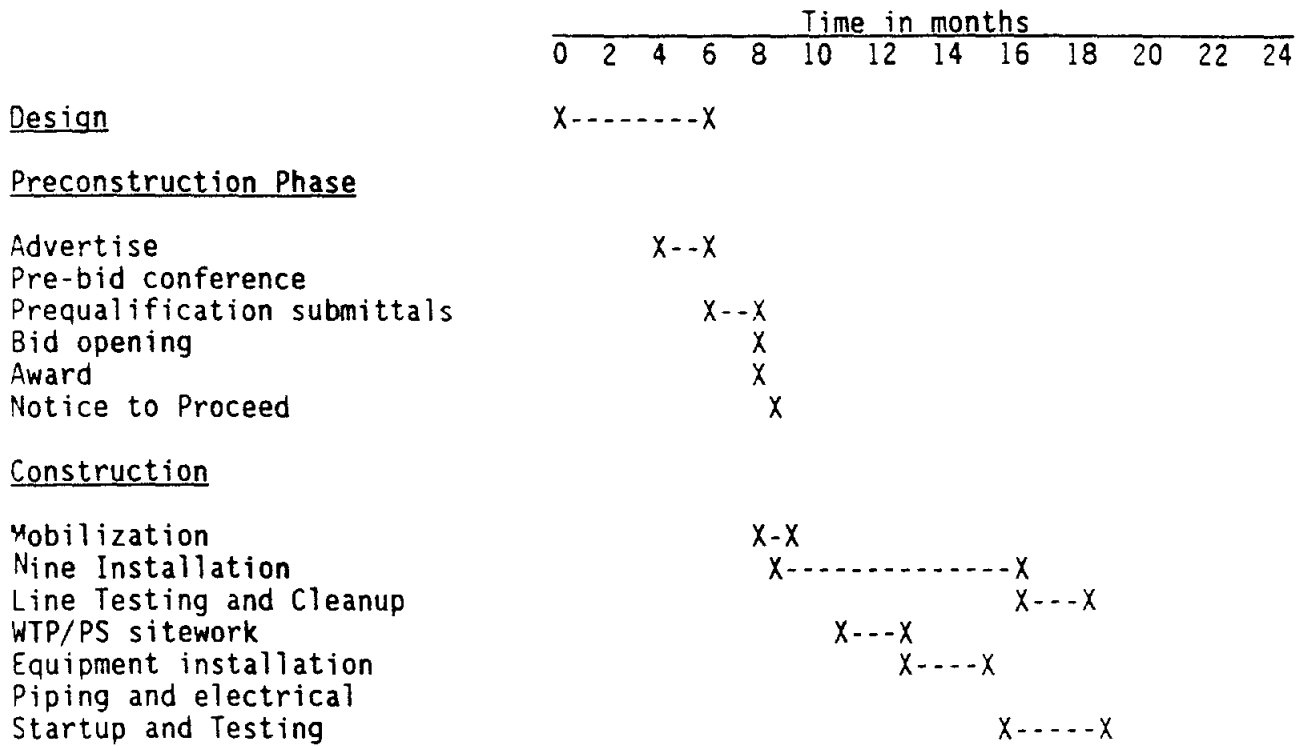 Time in months
0 2 4 6 8 10 12 14 16 18 20 22 24
Design X--------X
Preconstruction Phase
Advertise X--X
Pre-bid conference
Prequalification submittals X--X
Bid opening X
Award X
Notice to Proceed X
Construction
Mobilization X-X
Nine Installation X--------------X
Line Testing and Cleanup X---X
WTP/PS sitework X---X
Equipment installation X----X
Piping and electrical
Startup and Testing X-----X